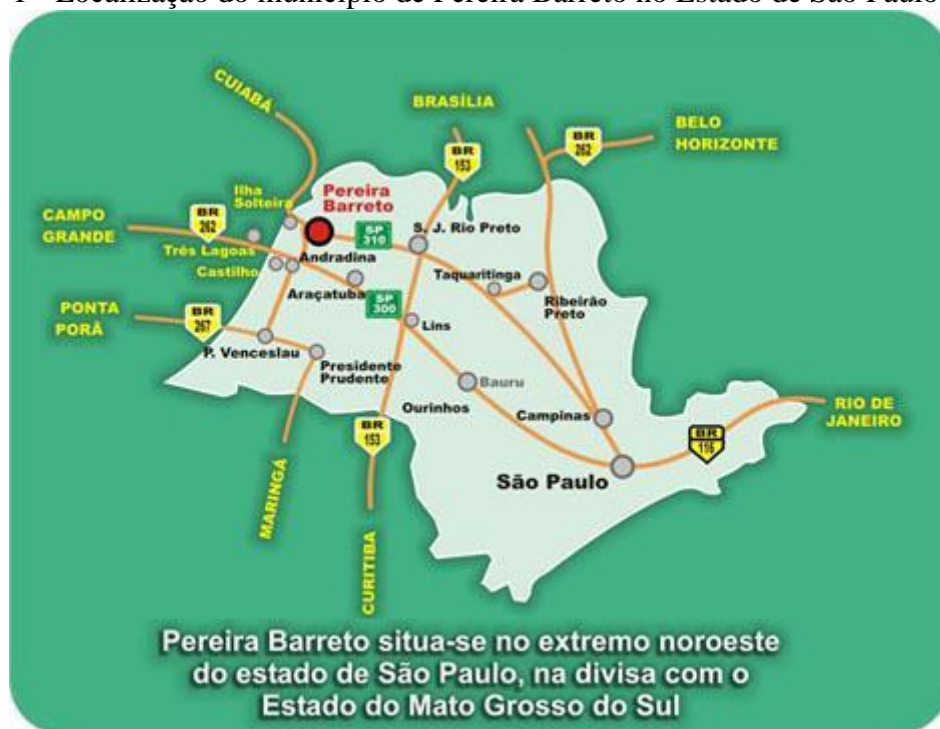 1 - Localização do município de Pereira Barreto no Estado de São Paulo
CUIABÁ
BRASÍLIA
BR
153
BR
262
BELO
HORIZONTE
Ilha
Solteira
Pereira
Barreto
CAMPO
GRANDE
BR
262
SP
310
S. J. Rio Preto
Três Lagoas
Castilho
Andradina
Araçatuba
Taquaritinga
Ribeirão
Preto
SP
300
PONTA
PORÃ
BR
267
Lins
P. Venceslau
Presidente
Prudente
Bauru
Ourinhos
Campinas
RIO DE
JANEIRO
BR
153
BR
116
São Paulo
MARINGÁ
CURITIBA
Pereira Barreto situa-se no extremo noroeste
do estado de São Paulo, na divisa com o
Estado do Mato Grosso do Sul